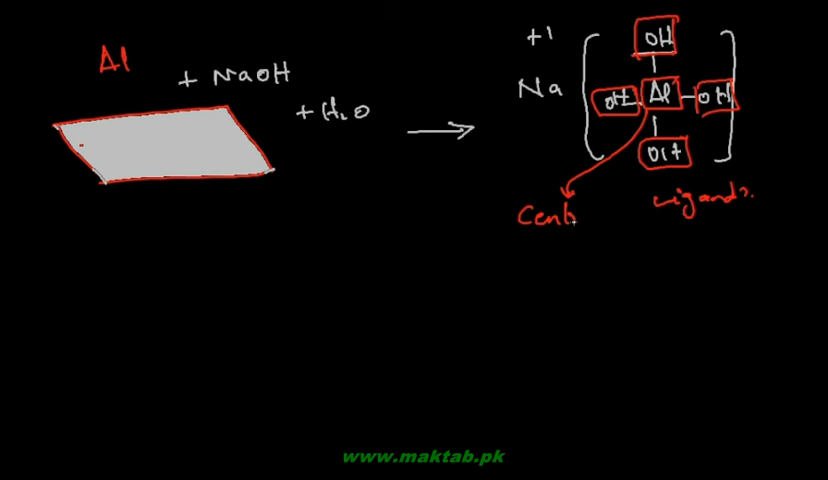 Al
+ NaOH
+ H2O
+1
Na
OH
OH Al OH
OH
Cent
ligands.
www.maktab.pk